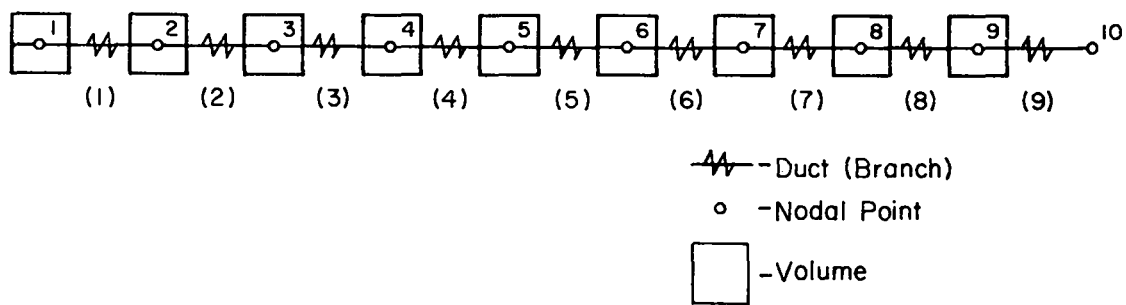 1 2 3 4 5 6 7 8 9 10
(1) (2) (3) (4) (5) (6) (7) (8) (9)
-Duct (Branch)
-Nodal Point
-Volume